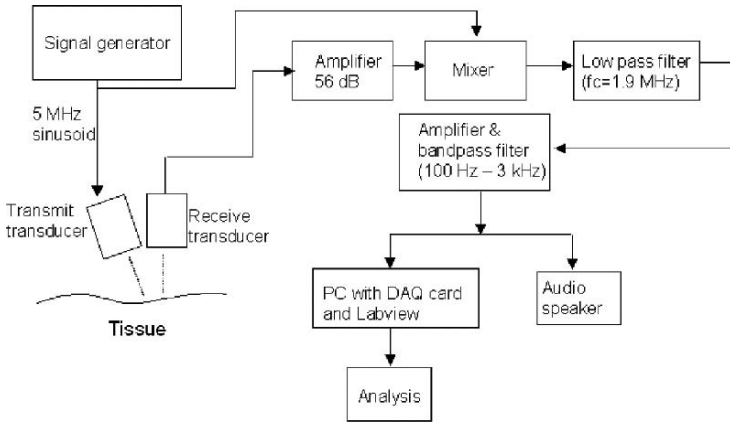 Signal generator
5 MHz
sinusoid
Transmit
transducer
Receive
transducer
Tissue
Amplifier
56 dB
Mixer
Low pass filter
(fc=1.9 MHz)
Amplifier &
bandpass filter
(100 Hz – 3 kHz)
PC with DAQ card
and Labview
Audio
speaker
Analysis